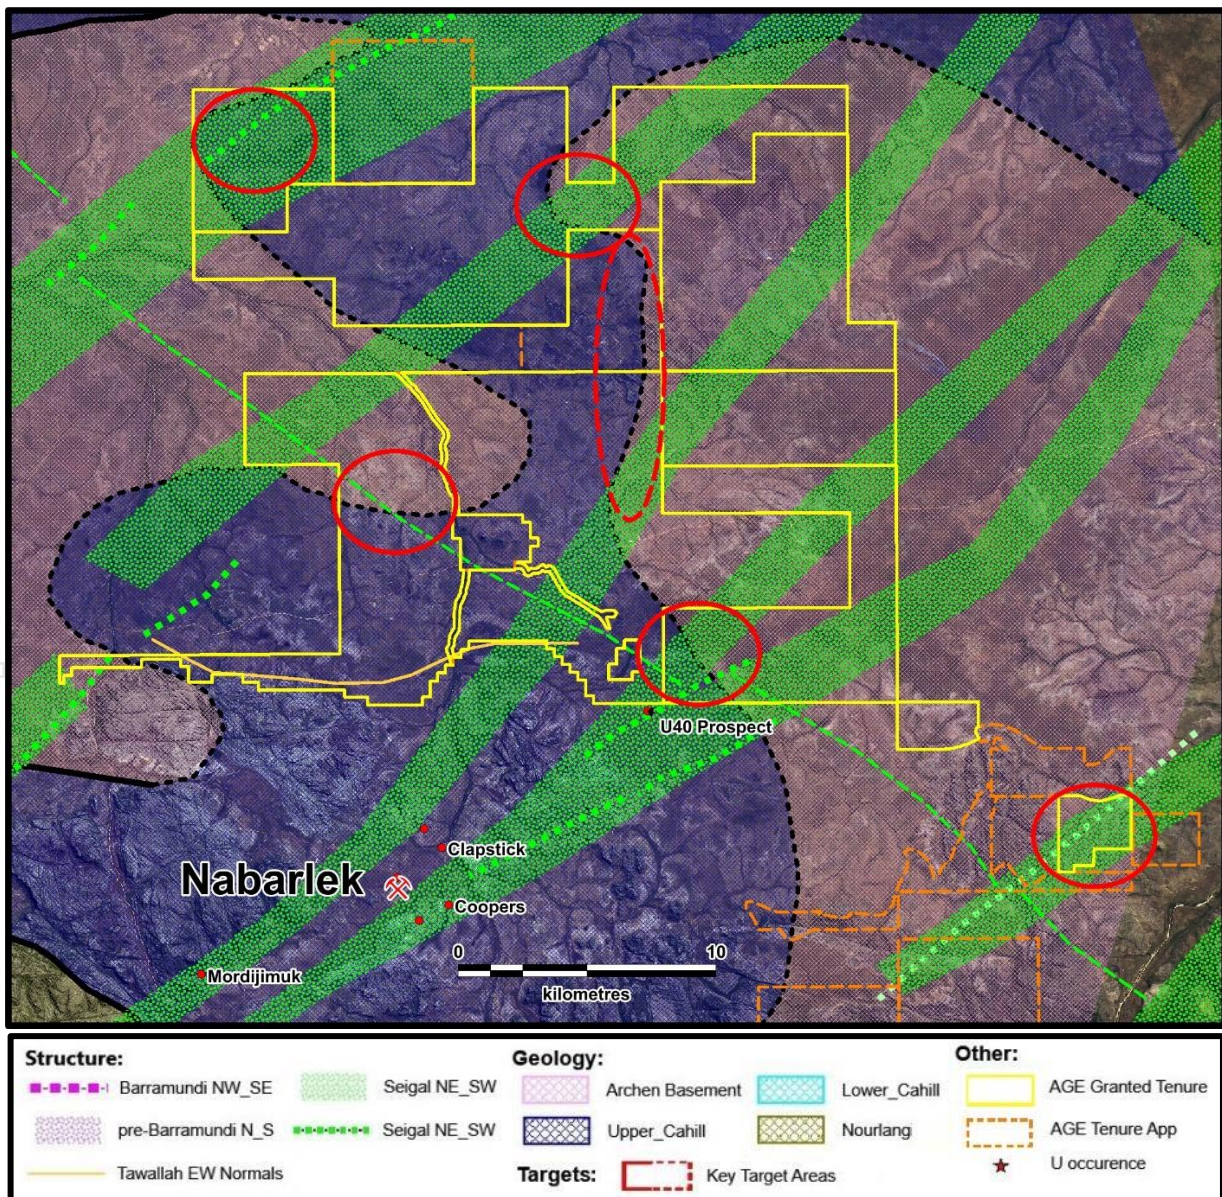 U40 Prospect
Clapstick
Nabarlek
Coopers
Mordijimuk
0 10
kilometres
Structure:
Barramundi NW_SE
Seigal NE_SW
pre-Barramundi N_S
Seigal NE_SW
Tawallah EW Normals
Geology:
Archen Basement
Lower_Cahill
Upper_Cahill
Nourlangi
Targets:
Key Target Areas
Other:
AGE Granted Tenure
AGE Tenure App
U occurence